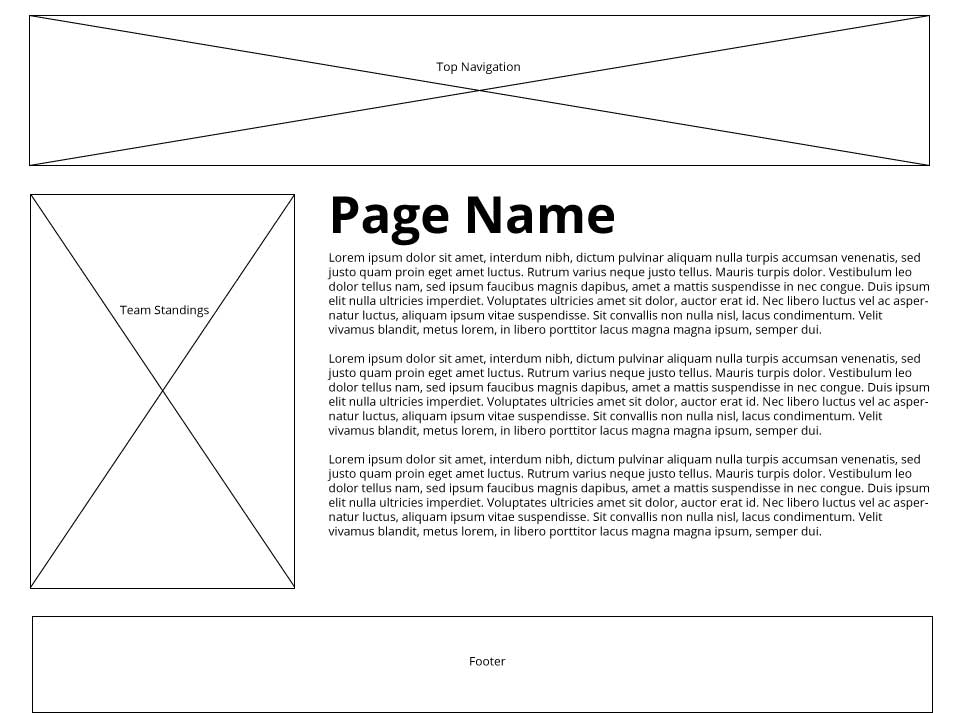 Top Navigation
Team Standings
Page Name
Lorem ipsum dolor sit amet, interdum nibh, dictum pulvinar aliquam nulla turpis accumsan venenatis, sed
justo quam proin eget amet luctus. Rutrum varius neque justo tellus. Mauris turpis dolor. Vestibulum leo
dolor tellus nam, sed ipsum faucibus magnis dapibus, amet a mattis suspendisse in nec congue. Duis ipsum
elit nulla ultricies imperdiet. Voluptates ultricies amet sit dolor, auctor erat id. Nec libero luctus vel ac asper-
natur luctus, aliquam ipsum vitae suspendisse. Sit convallis non nulla nisl, lacus condimentum. Velit
vivamus blandit, metus lorem, in libero porttitor lacus magna magna ipsum, semper dui.
Lorem ipsum dolor sit amet, interdum nibh, dictum pulvinar aliquam nulla turpis accumsan venenatis, sed
justo quam proin eget amet luctus. Rutrum varius neque justo tellus. Mauris turpis dolor. Vestibulum leo
dolor tellus nam, sed ipsum faucibus magnis dapibus, amet a mattis suspendisse in nec congue. Duis ipsum
elit nulla ultricies imperdiet. Voluptates ultricies amet sit dolor, auctor erat id. Nec libero luctus vel ac asper-
natur luctus, aliquam ipsum vitae suspendisse. Sit convallis non nulla nisl, lacus condimentum. Velit
vivamus blandit, metus lorem, in libero porttitor lacus magna magna ipsum, semper dui.
Lorem ipsum dolor sit amet, interdum nibh, dictum pulvinar aliquam nulla turpis accumsan venenatis, sed
justo quam proin eget amet luctus. Rutrum varius neque justo tellus. Mauris turpis dolor. Vestibulum leo
dolor tellus nam, sed ipsum faucibus magnis dapibus, amet a mattis suspendisse in nec congue. Duis ipsum
elit nulla ultricies imperdiet. Voluptates ultricies amet sit dolor, auctor erat id. Nec libero luctus vel ac asper-
natur luctus, aliquam ipsum vitae suspendisse. Sit convallis non nulla nisl, lacus condimentum. Velit
vivamus blandit, metus lorem, in libero porttitor lacus magna magna ipsum, semper dui.
Footer